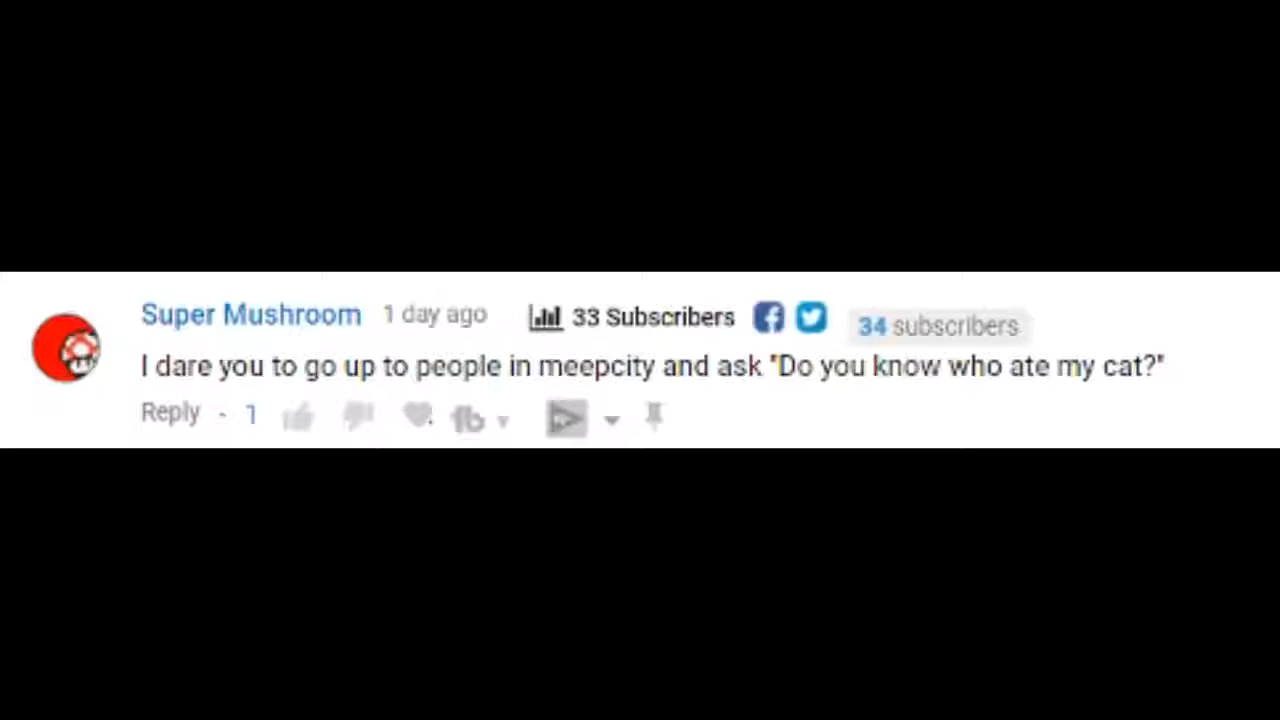 Super Mushroom 1 day ago 33 Subscribers 34 subscribers
I dare you to go up to people in meepcity and ask "Do you know who ate my cat?"
Reply · 1